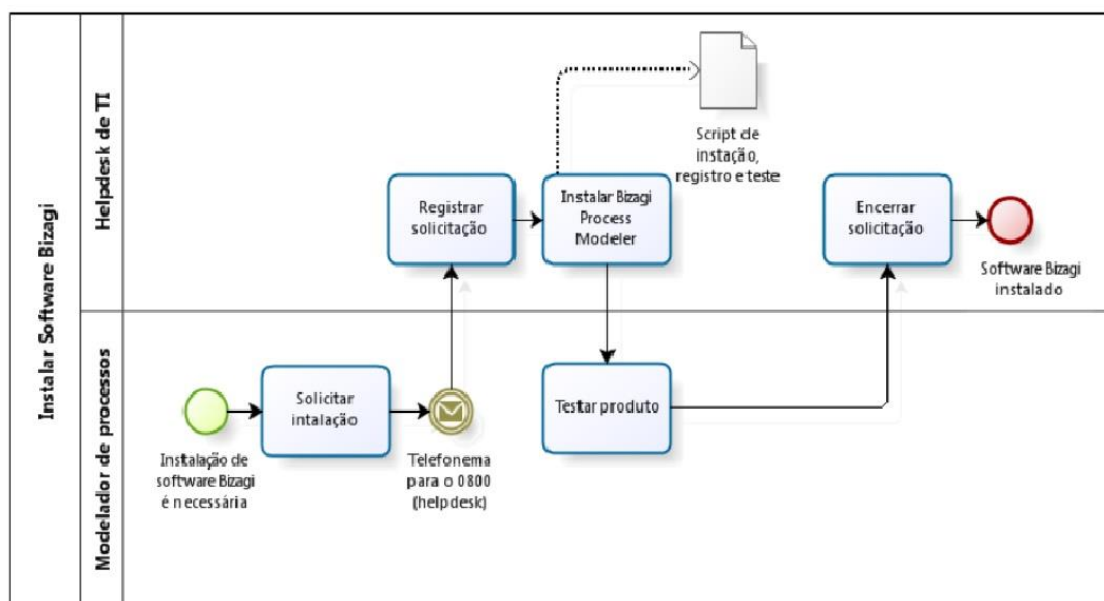 Instalar Software Bizagi
Helpdesk de TI
Script de
instação,
registro e teste
Registrar
solicitação
Instalar Bizagi
Process
Modeler
Encerrar
solicitação
Software Bizagi
instalado
Modelador de processos
Solicitar
intalação
Testar produto
Instalação de
software Bizagi
é necessária
Telefonema
para o 0800
(helpdesk)